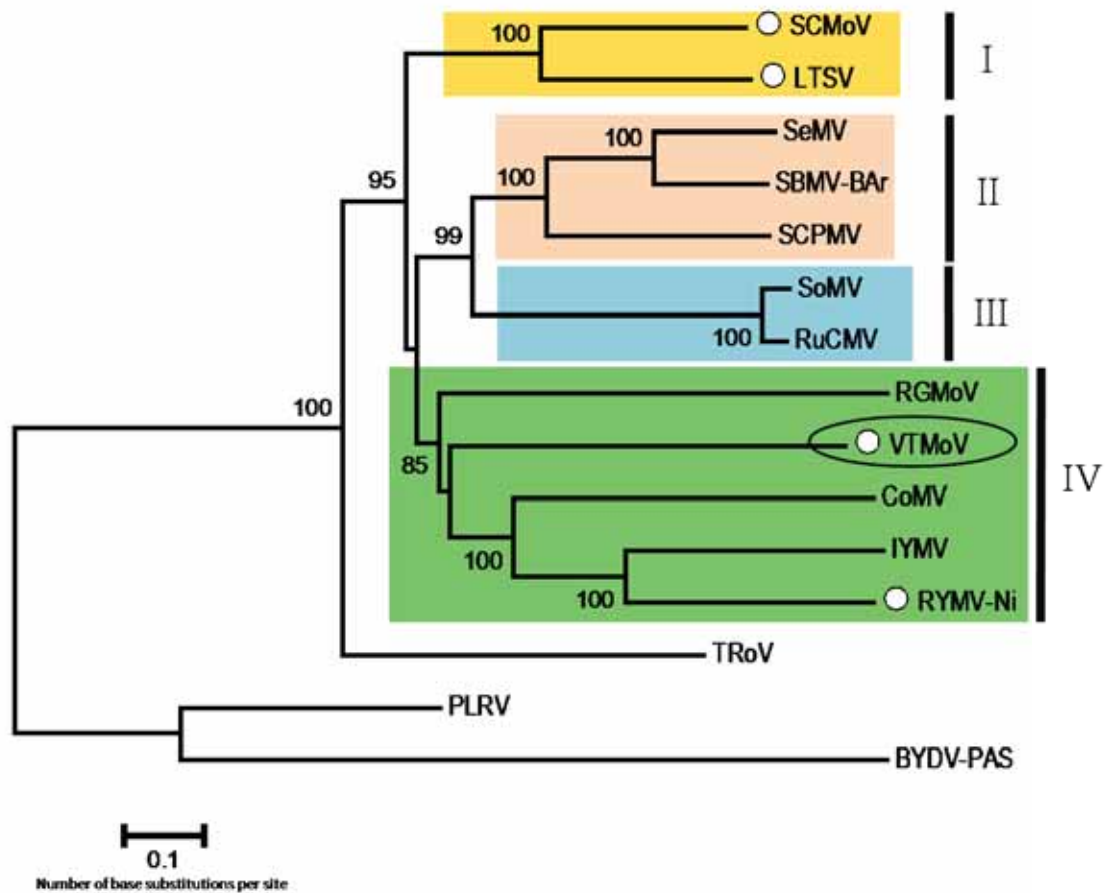 100
SCMoV
LTSV
I
95
100
SeMV
100
SBMV-BAr
II
99
SCPMV
SoMV
III
100
RuCMV
100
RGMoV
85
VTMoV
IV
CoMV
100
IYMV
100
RYMV-Ni
TRoV
PLRV
BYDV-PAS
0.1
Number of base substitutions per site